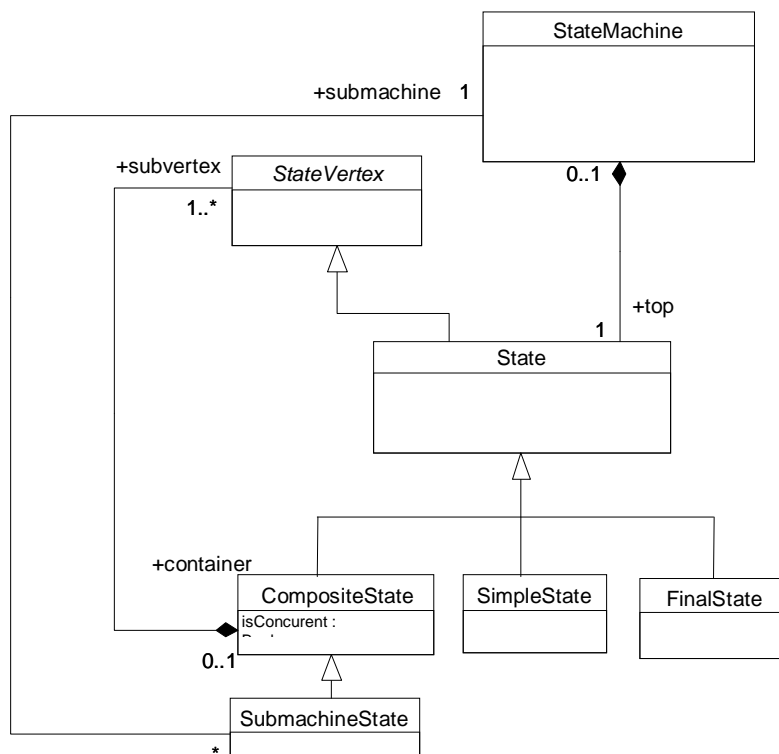 StateMachine
+submachine 1
+subvertex
StateVertex
0..1
1..*
+top
1
State
+container
CompositeState
SimpleState
FinalState
isConcurent :
0..1
SubmachineState
*